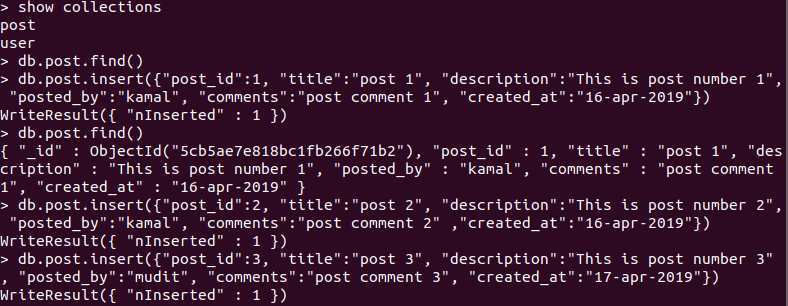 > show collections
post
user
> db.post.find()
> db.post.insert({"post_id":1, "title":"post 1", "description":"This is post number 1",
 "posted_by":"kamal", "comments":"post comment 1", "created_at":"16-apr-2019"})
WriteResult({ "nInserted" : 1 })
> db.post.find()
{ "_id" : ObjectId("5cb5ae7e818bc1fb266f71b2"), "post_id" : 1, "title" : "post 1", "des
cription" : "This is post number 1", "posted_by" : "kamal", "comments" : "post comment
1", "created_at" : "16-apr-2019" }
> db.post.insert({"post_id":2, "title":"post 2", "description":"This is post number 2",
 "posted_by":"kamal", "comments":"post comment 2" ,"created_at":"16-apr-2019"})
WriteResult({ "nInserted" : 1 })
> db.post.insert({"post_id":3, "title":"post 3", "description":"This is post number 3"
, "posted_by":"mudit", "comments":"post comment 3", "created_at":"17-apr-2019"})
WriteResult({ "nInserted" : 1 })